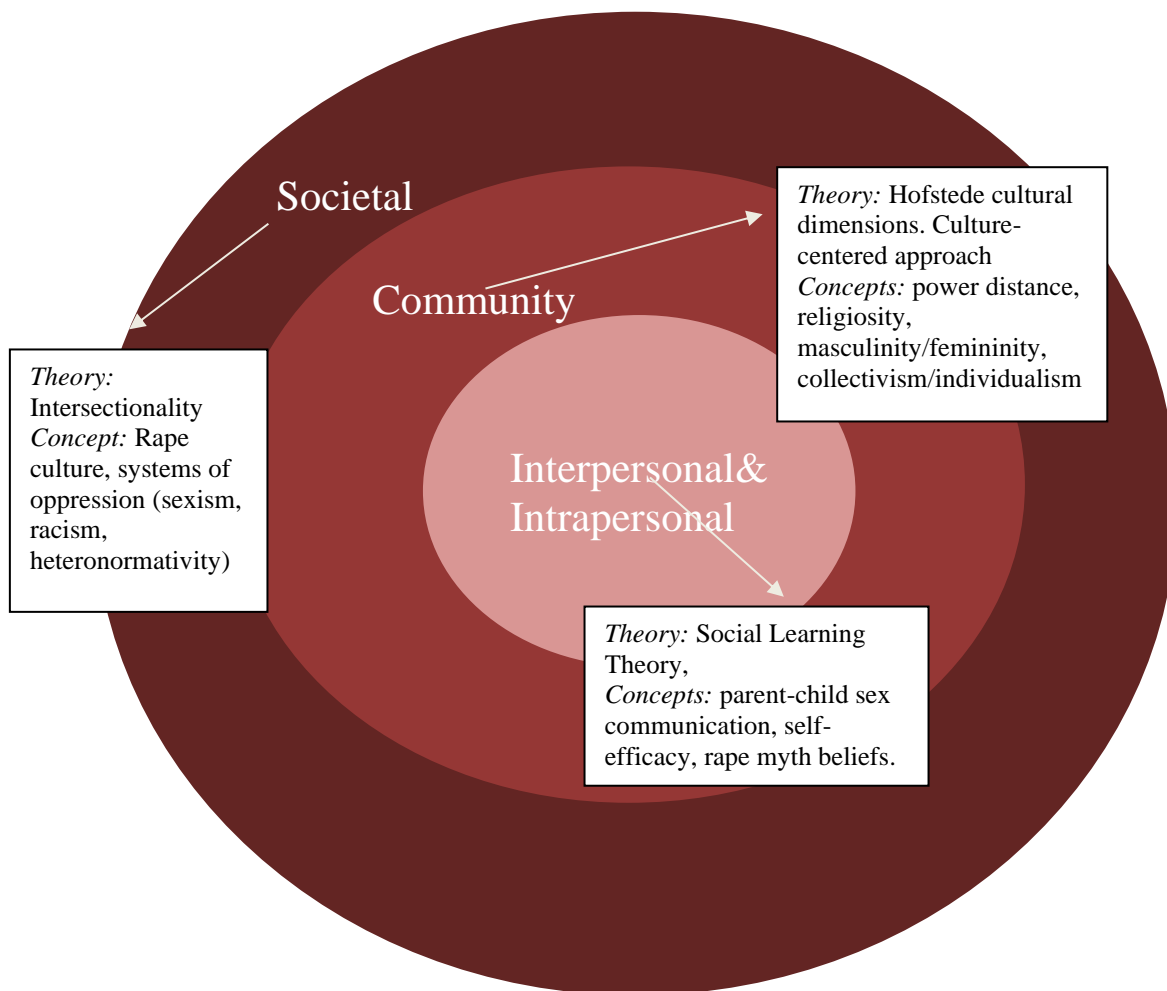 Societal
Community
Interpersonal&
Intrapersonal
Theory: Hofstede cultural
dimensions. Culture-
centered approach
Concepts: power distance,
religiosity,
masculinity/femininity,
collectivism/individualism
Theory:
Intersectionality
Concept: Rape
culture, systems of
oppression (sexism,
racism,
heteronormativity)
Theory: Social Learning
Theory,
Concepts: parent-child sex
communication, self-
efficacy, rape myth beliefs.